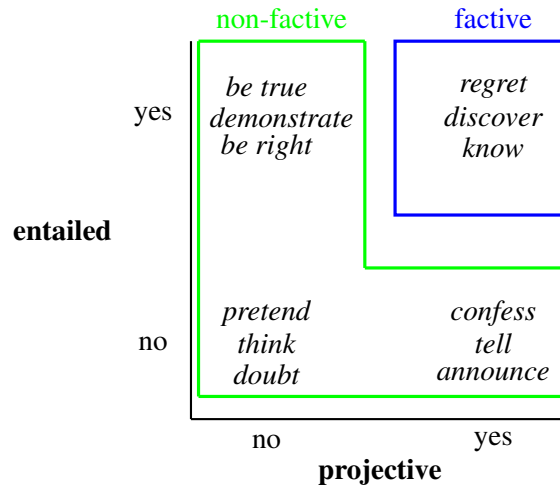 non-factive factive
yes
be true
demonstrate
be right
regret
discover
know
entailed
no
pretend
think
doubt
confess
tell
announce
no yes
projective